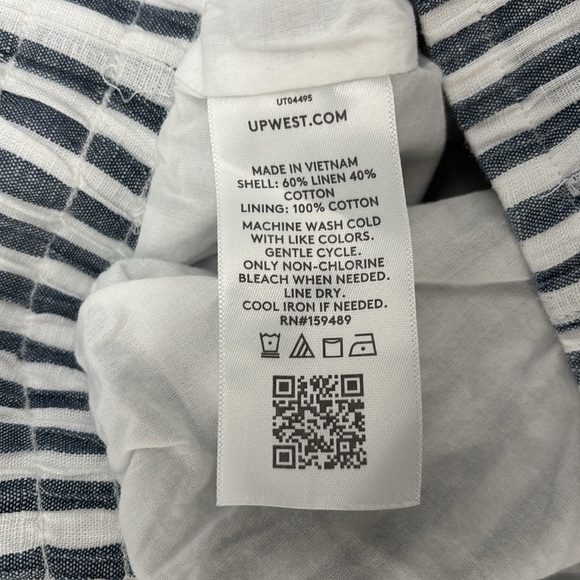 UT04495
UPWEST.COM
MADE IN VIETNAM
SHELL: 60% LINEN 40%
COTTON
LINING: 100% COTTON
MACHINE WASH COLD
WITH LIKE COLORS.
GENTLE CYCLE.
ONLY NON-CHLORINE
BLEACH WHEN NEEDED.
LINE DRY.
COOL IRON IF NEEDED.
RN#159489